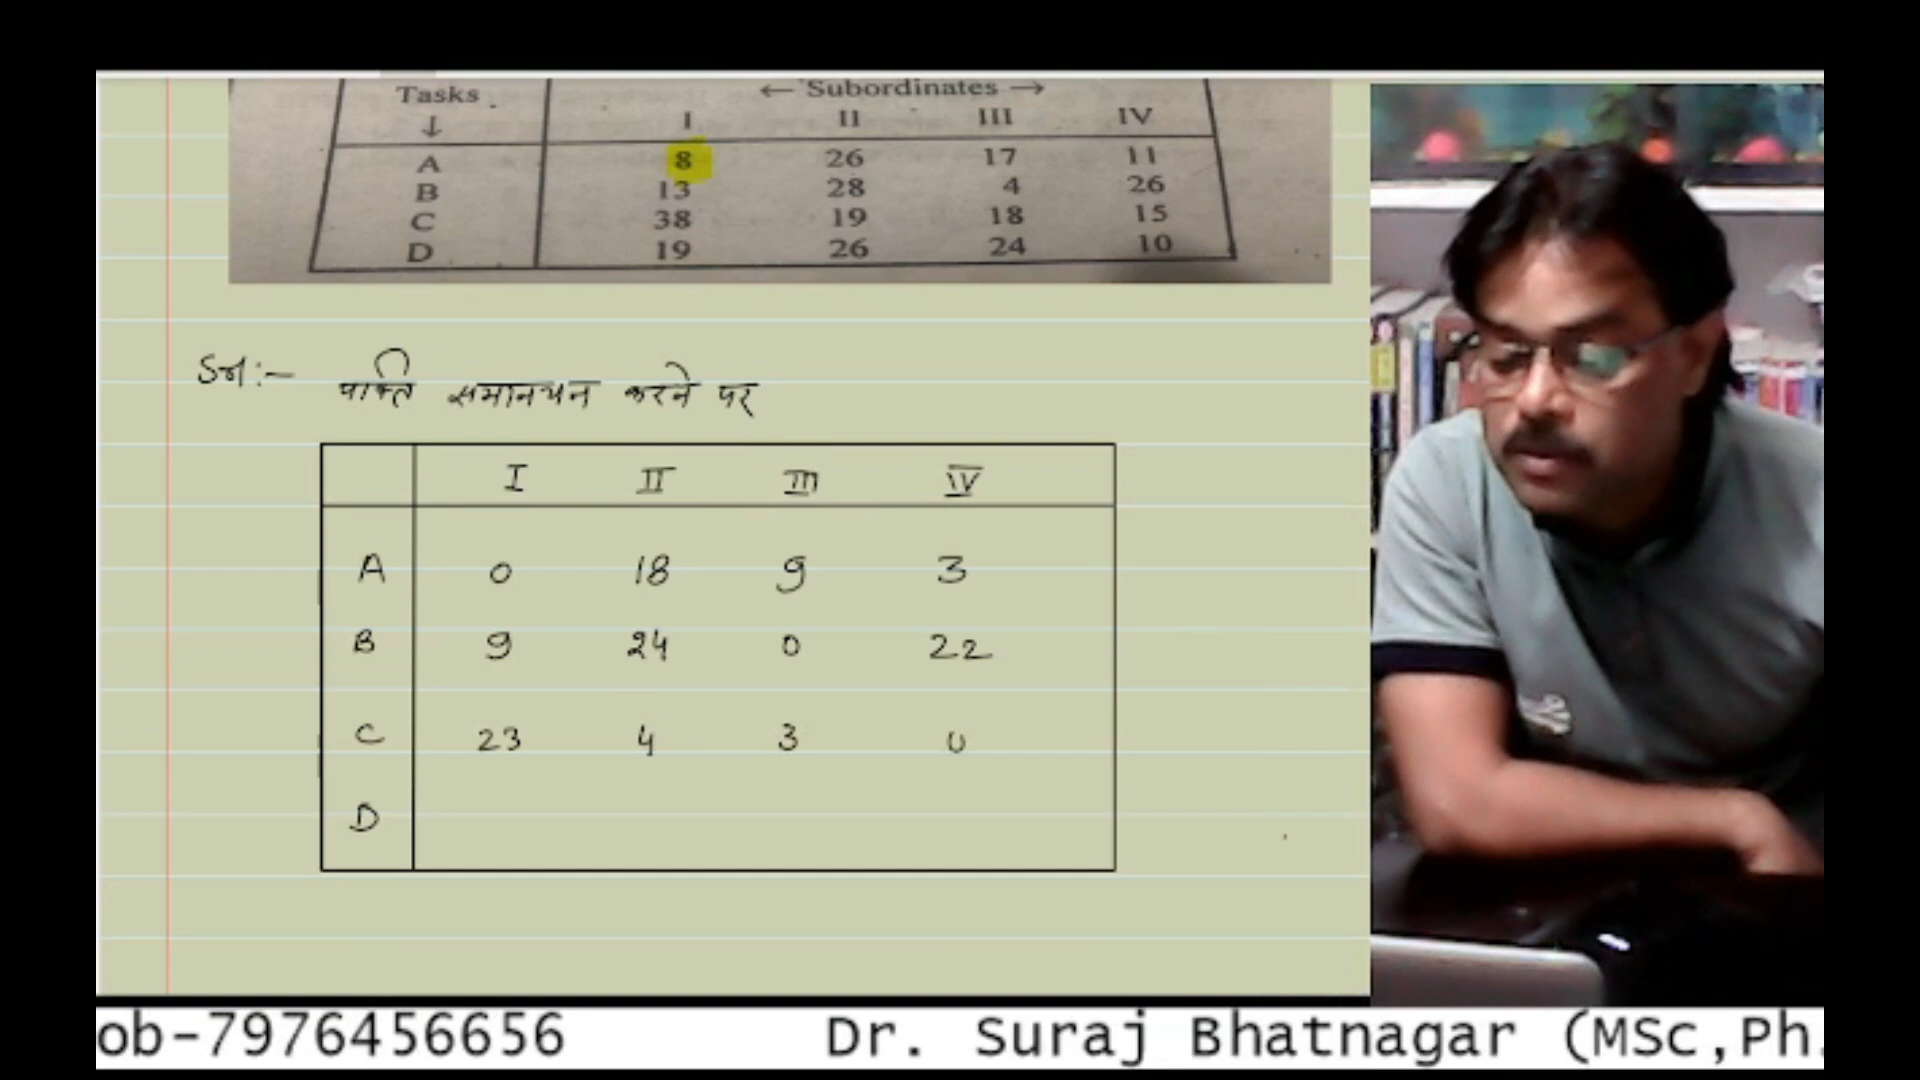 Tasks ← Subordinates →
↓ I II III IV
A 8 26 17 11
B 13 28 4 26
C 38 19 18 15
D 19 26 24 10
पंक्ति समानयन करने पर
I II III IV
A 0 18 9 3
B 9 24 0 22
C 23 4 3 0
D
ob-7976456656 Dr. Suraj Bhatnagar (MSc,Ph.